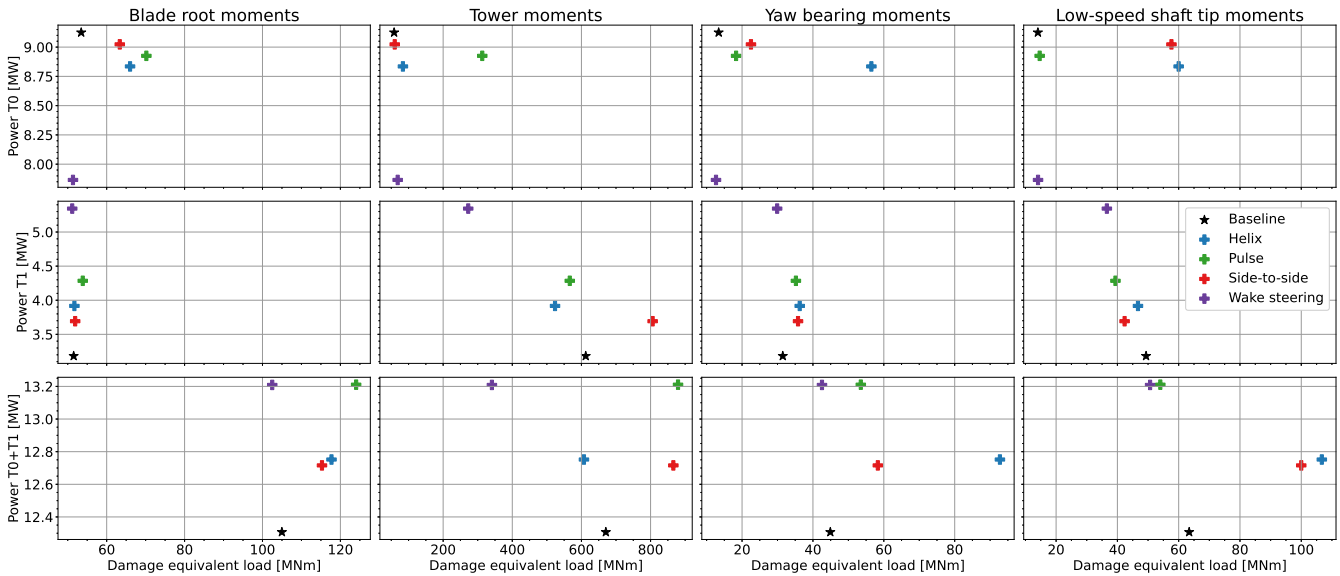 Blade root moments
Tower moments
Yaw bearing moments
Low-speed shaft tip moments
Power T0 [MW]
9.00
8.75
8.50
8.25
8.00
Power T1 [MW]
5.0
4.5
4.0
3.5
Baseline
Helix
Pulse
Side-to-side
Wake steering
Power T0+T1 [MW]
13.2
13.0
12.8
12.6
12.4
60 80 100 120
200 400 600 800
20 40 60 80
20 40 60 80 100
Damage equivalent load [MNm]
Damage equivalent load [MNm]
Damage equivalent load [MNm]
Damage equivalent load [MNm]